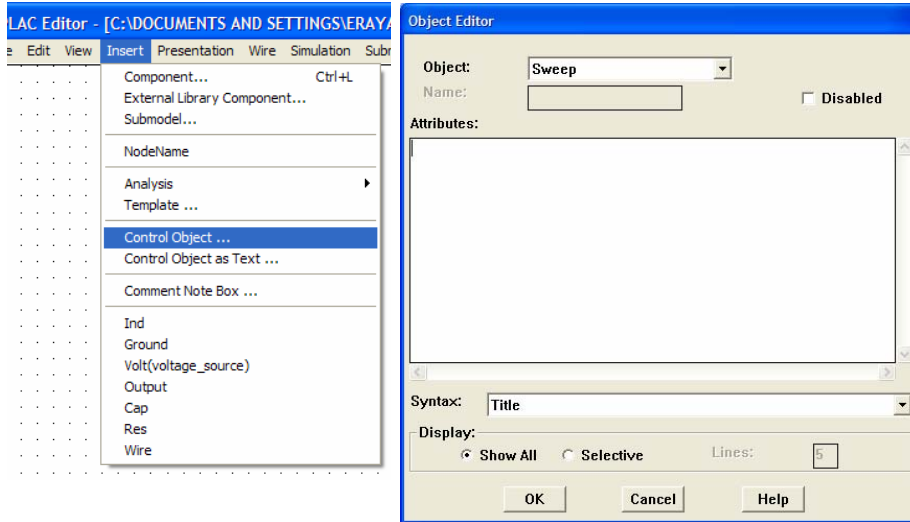 PLAC Editor - [C:\DOCUMENTS AND SETTINGS\ERAYA
Edit View Insert Presentation Wire Simulation Subr
Component... Ctrl+L
External Library Component...
Submodel...
NodeName
Analysis
Template ...
Control Object ...
Control Object as Text ...
Comment Note Box ...
Ind
Ground
Volt(voltage_source)
Output
Cap
Res
Wire
Object Editor
Object: Sweep
Name:
Disabled
Attributes:
Syntax: Title
Display:
Show All Selective Lines: 5
OK Cancel Help